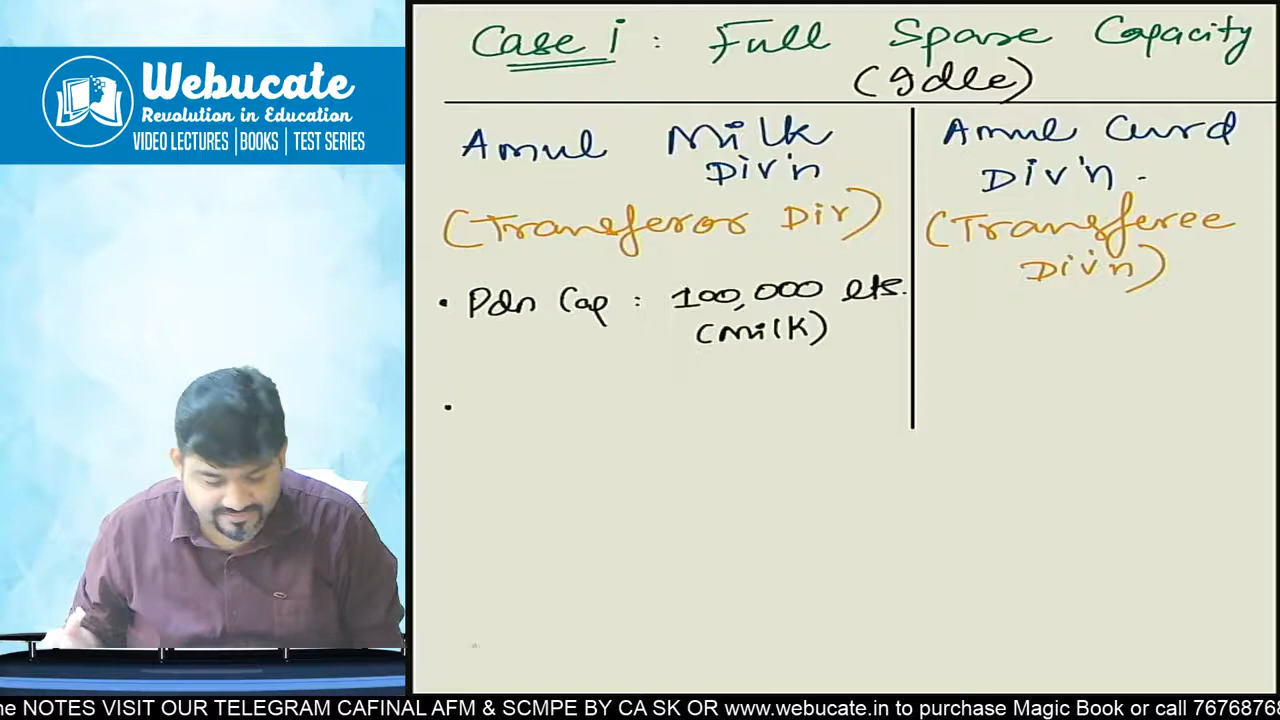 Webucate
Revolution in Education
VIDEO LECTURES | BOOKS | TEST SERIES
Case I : Full Spare Capacity
(Idle)
Amul Milk
Div'n
(Transferor Div)
• Pdn Cap : 100,000 lts.
(Milk)
•
Amul Curd
Div'n.
(Transferee
Div'n)
he NOTES VISIT OUR TELEGRAM CAFINAL AFM & SCMPE BY CA SK OR www.webucate.in to purchase Magic Book or call 76768768